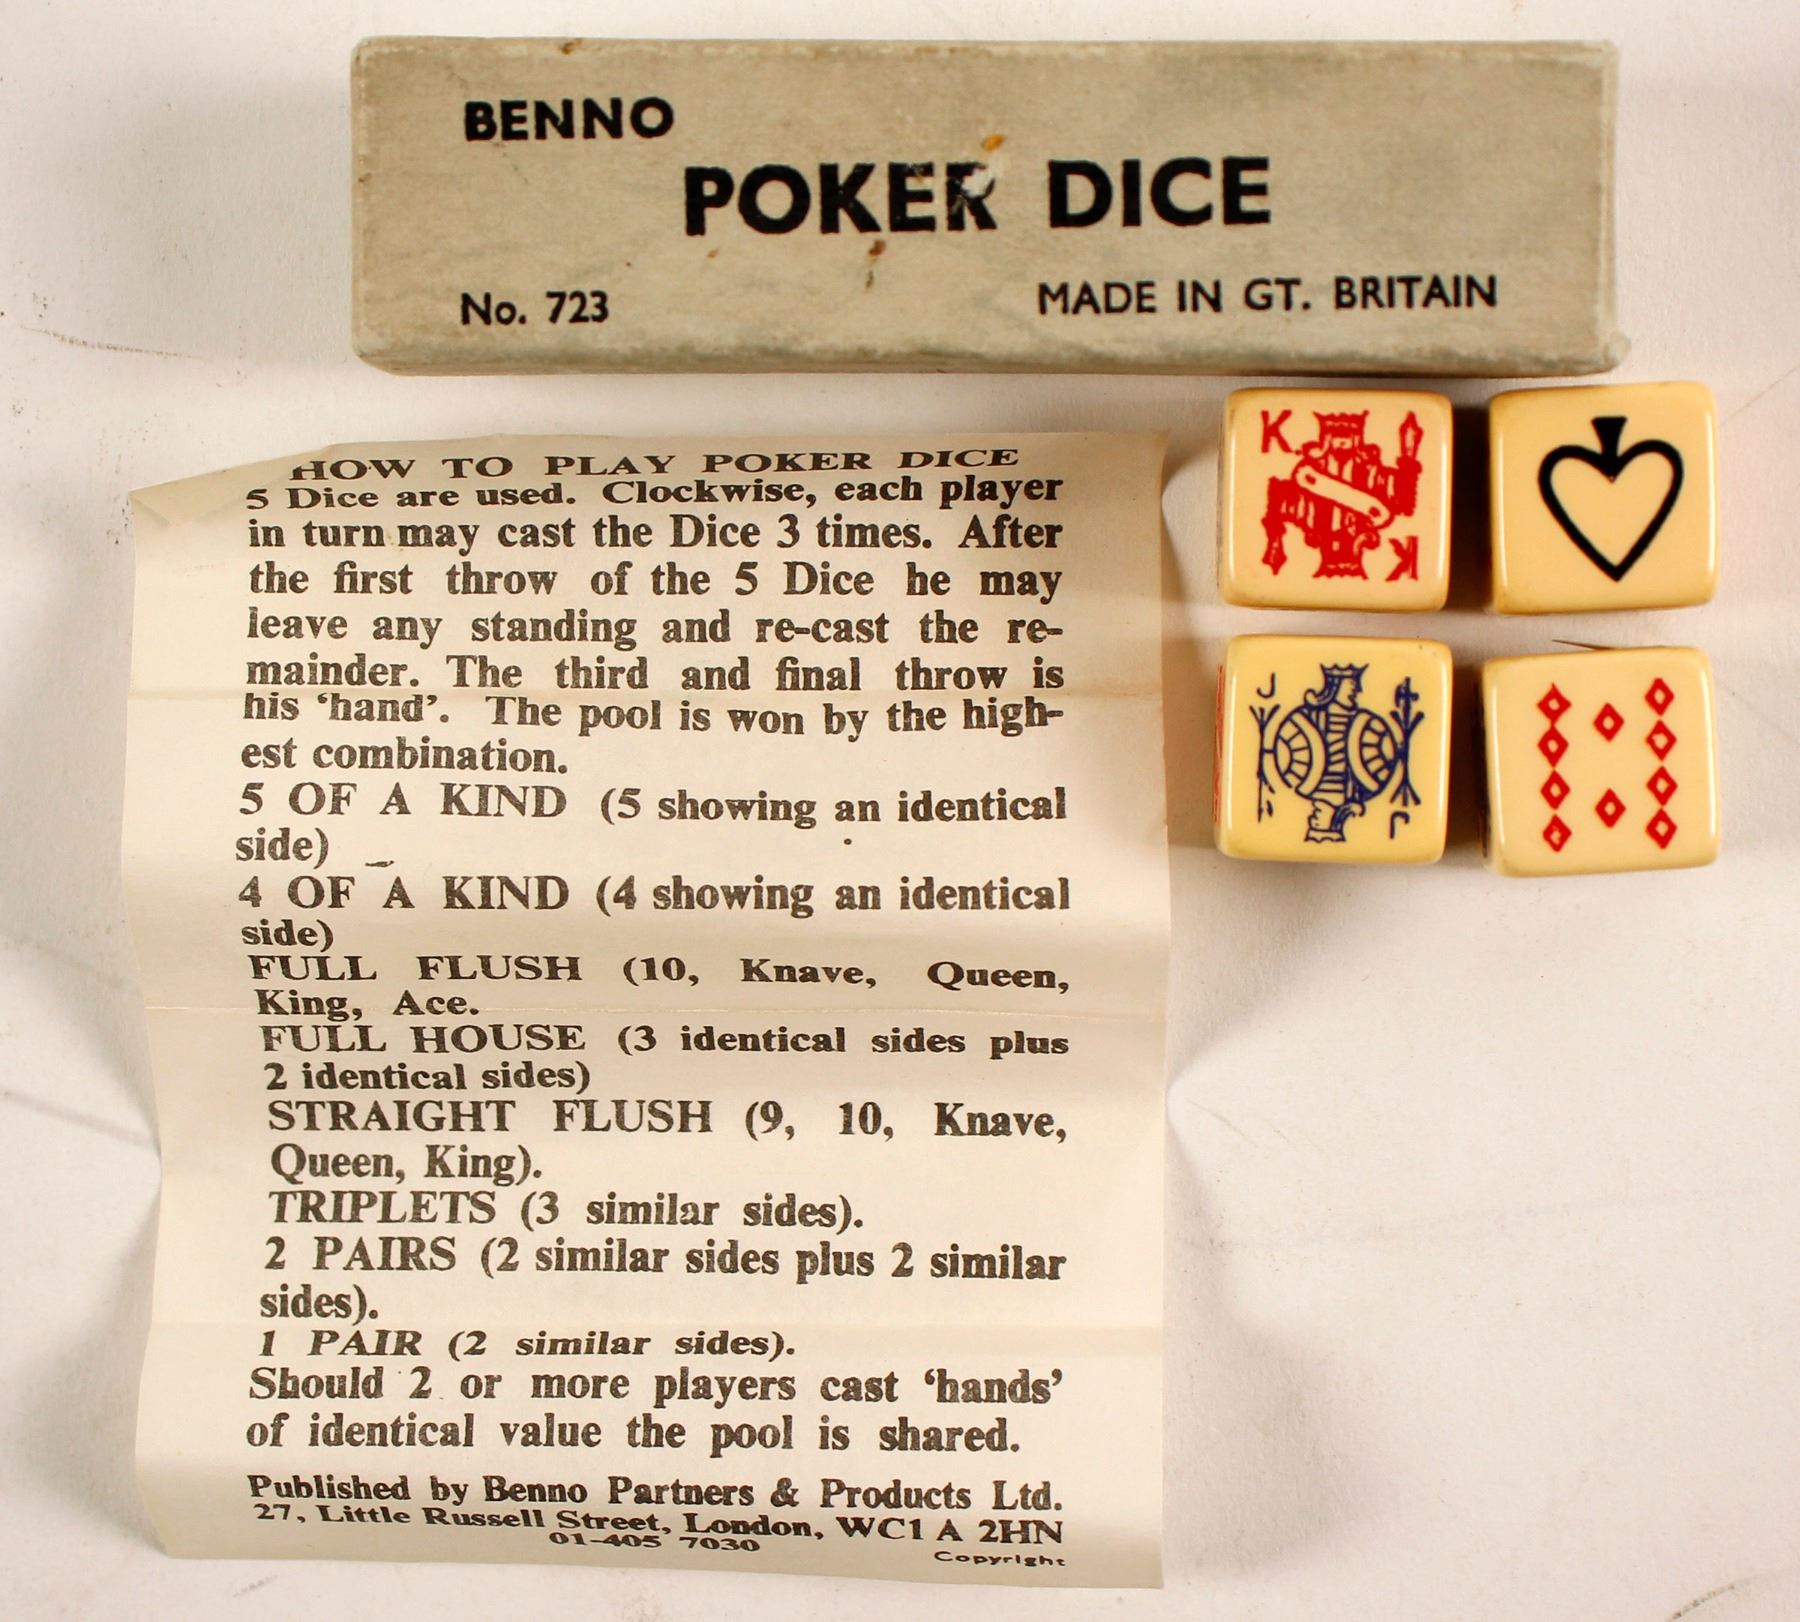 BENNO
POKER DICE
No. 723
MADE IN GT. BRITAIN
HOW TO PLAY POKER DICE
5 Dice are used. Clockwise, each player
in turn may cast the Dice 3 times. After
the first throw of the 5 Dice he may
leave any standing and re-cast the re-
mainder. The third and final throw is
his ‘hand’. The pool is won by the high-
est combination.
5 OF A KIND (5 showing an identical
side)
4 OF A KIND (4 showing an identical
side)
FULL FLUSH (10, Knave, Queen,
King, Ace.
FULL HOUSE (3 identical sides plus
2 identical sides)
STRAIGHT FLUSH (9, 10, Knave,
Queen, King).
TRIPLETS (3 similar sides).
2 PAIRS (2 similar sides plus 2 similar
sides).
1 PAIR (2 similar sides).
Should 2 or more players cast ‘hands’
of identical value the pool is shared.
Published by Benno Partners & Products Ltd.
27, Little Russell Street, London, WC1 A 2HN
01-405 7030
Copyright
K
K
J
J